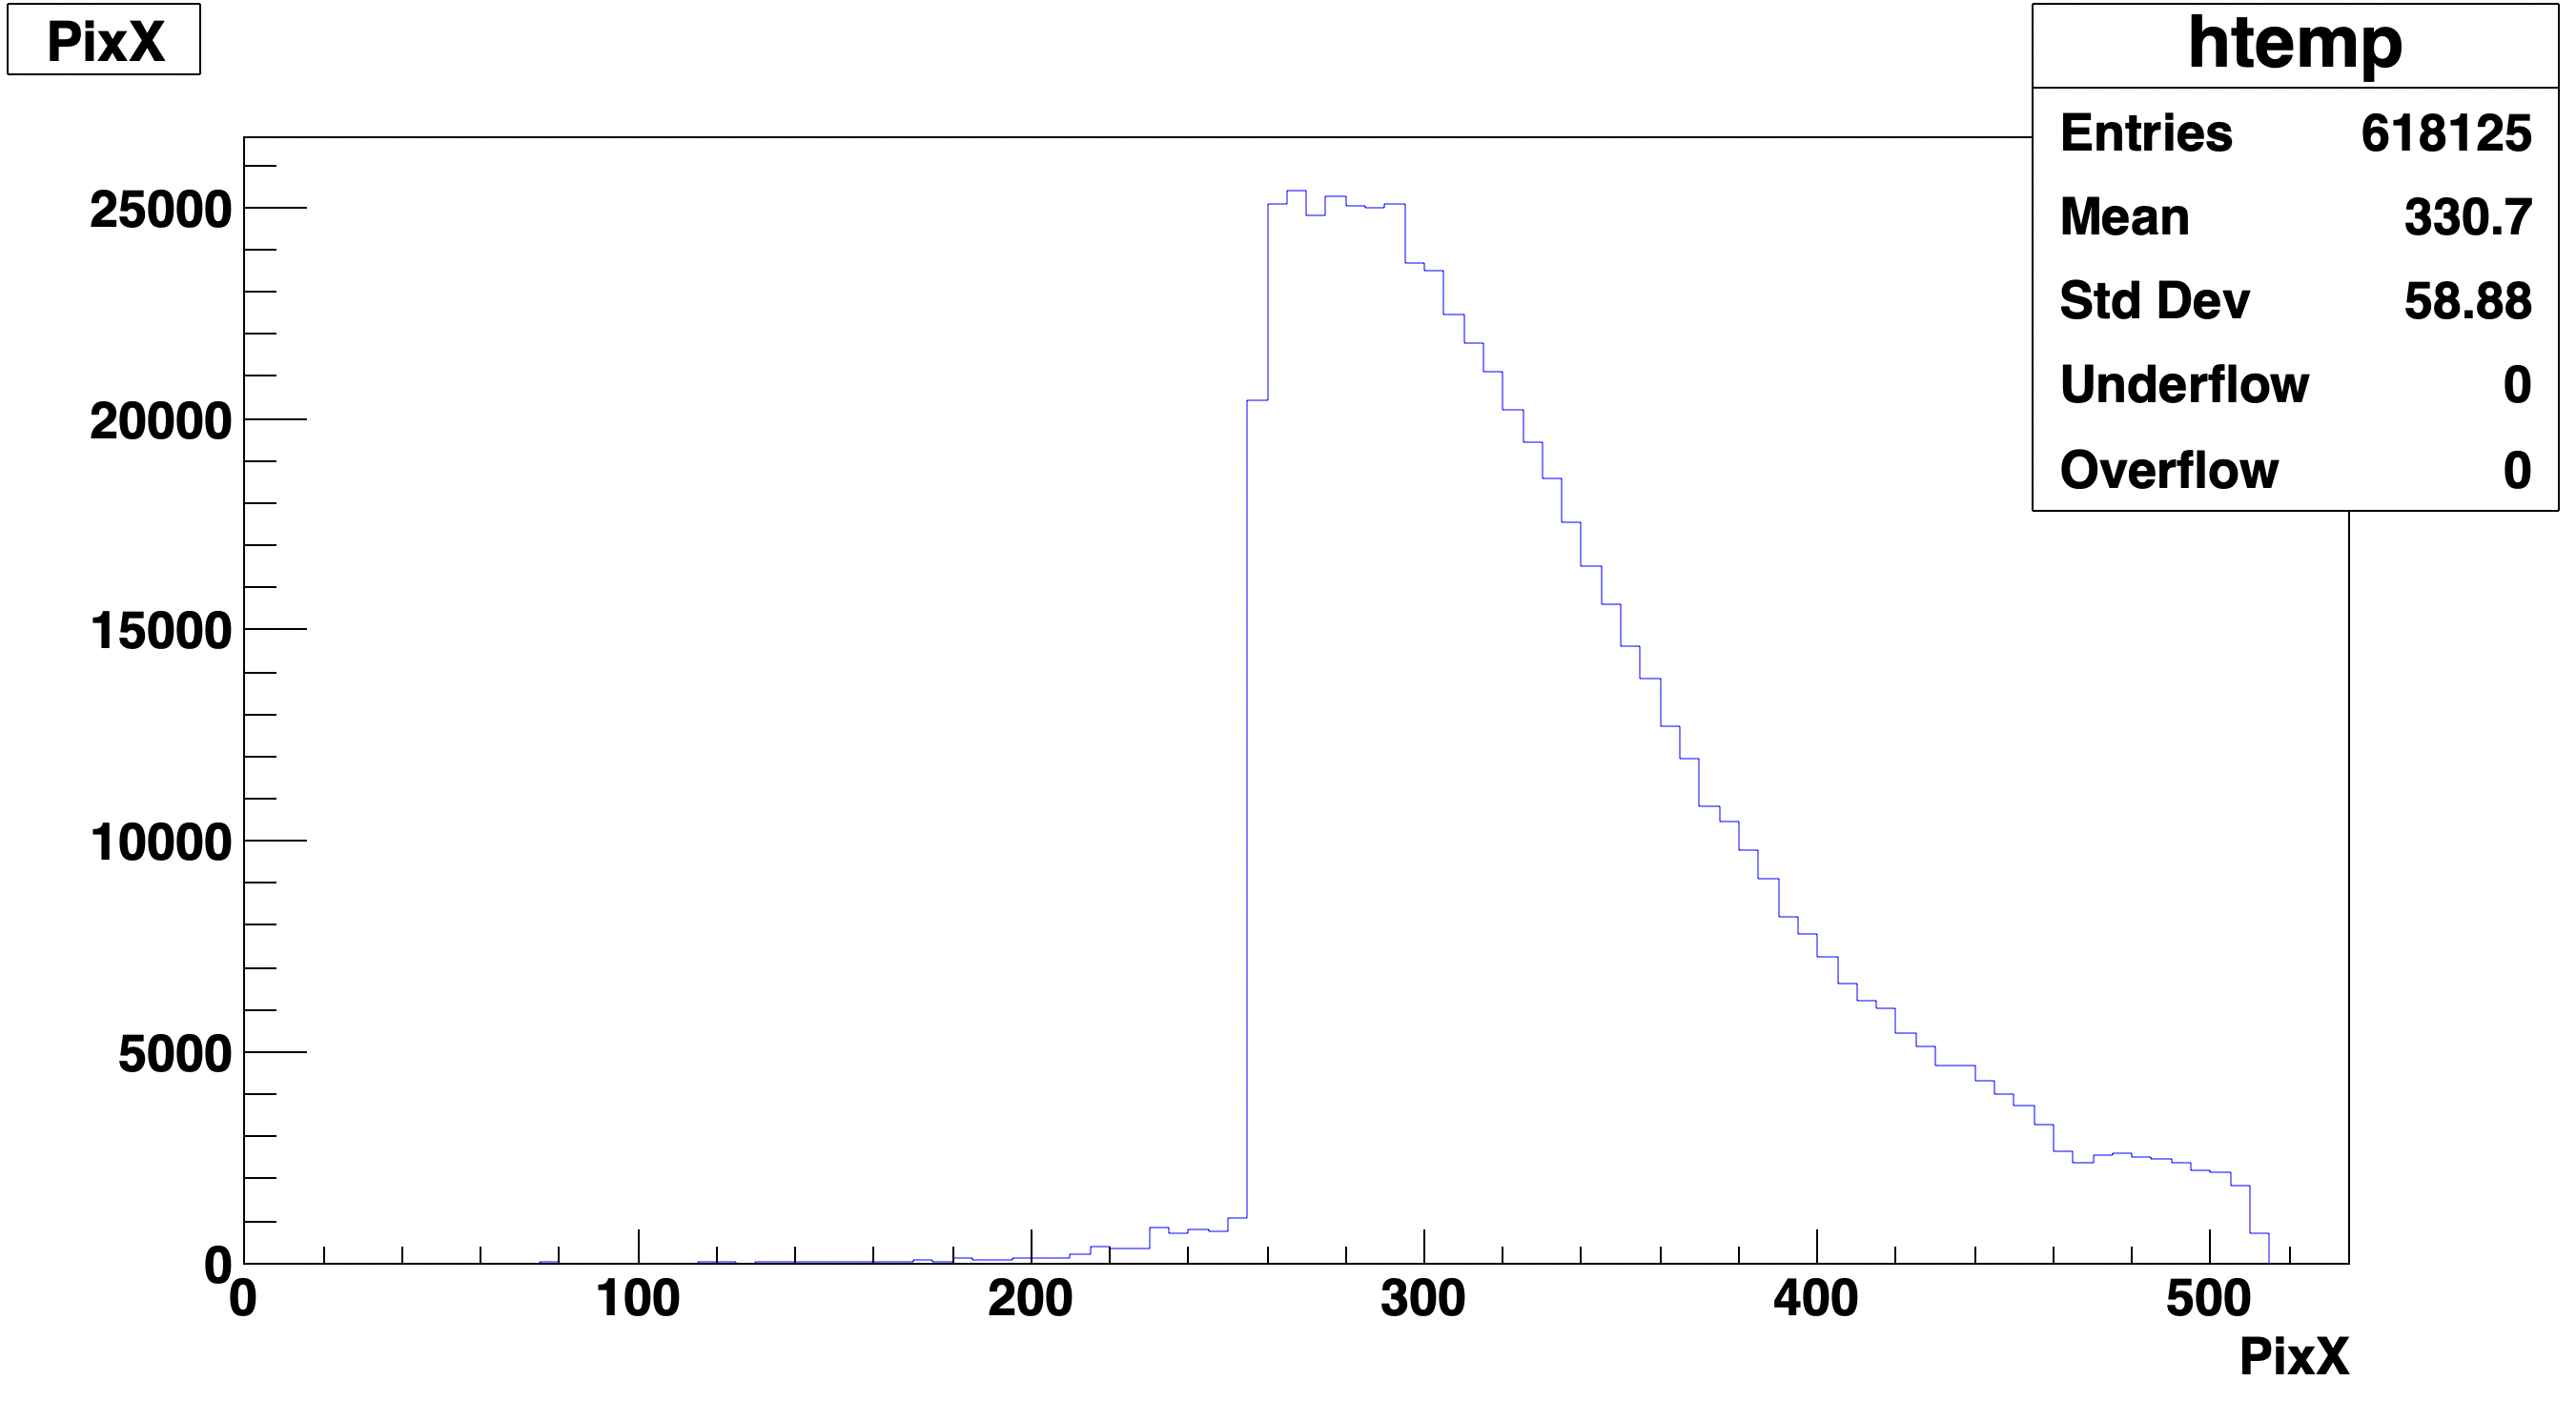 PixX
htemp
Entries 618125
Mean 330.7
Std Dev 58.88
Underflow 0
Overflow 0
25000
20000
15000
10000
5000
0
0 100 200 300 400 500
PixX